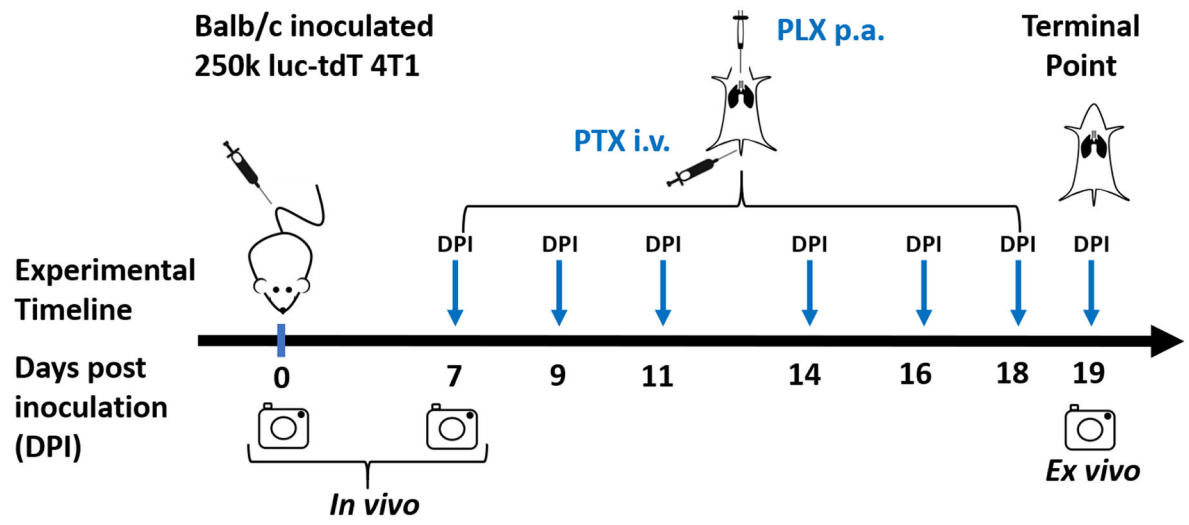 Balb/c inoculated
250k luc-tdT 4T1
PLX p.a.
PTX i.v.
Terminal
Point
DPI DPI DPI DPI DPI DPI DPI
Experimental
Timeline
Days post
inoculation
(DPI)
0 7 9 11 14 16 18 19
In vivo
Ex vivo